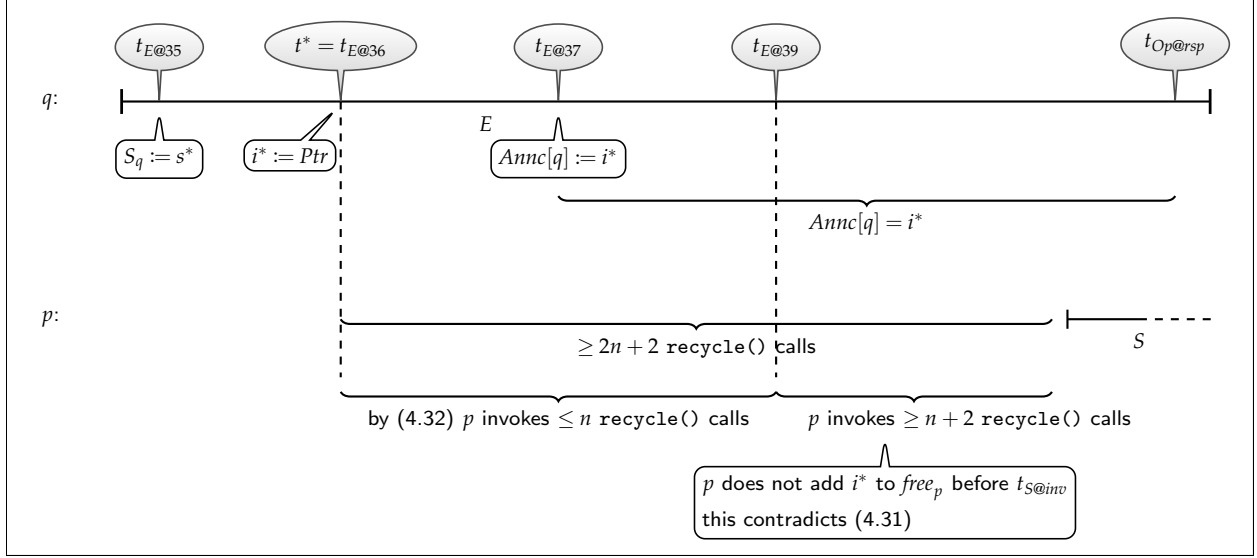 t_{E@35} t* = t_{E@36} t_{E@37} t_{E@39} t_{Op@rsp}
q:
E
S_q := s* i* := Ptr Annc[q] := i*
Annc[q] = i*
p:
S
≥ 2n + 2 recycle() calls
by (4.32) p invokes ≤ n recycle() calls p invokes ≥ n + 2 recycle() calls
p does not add i* to free_p before t_{S@inv}
this contradicts (4.31)